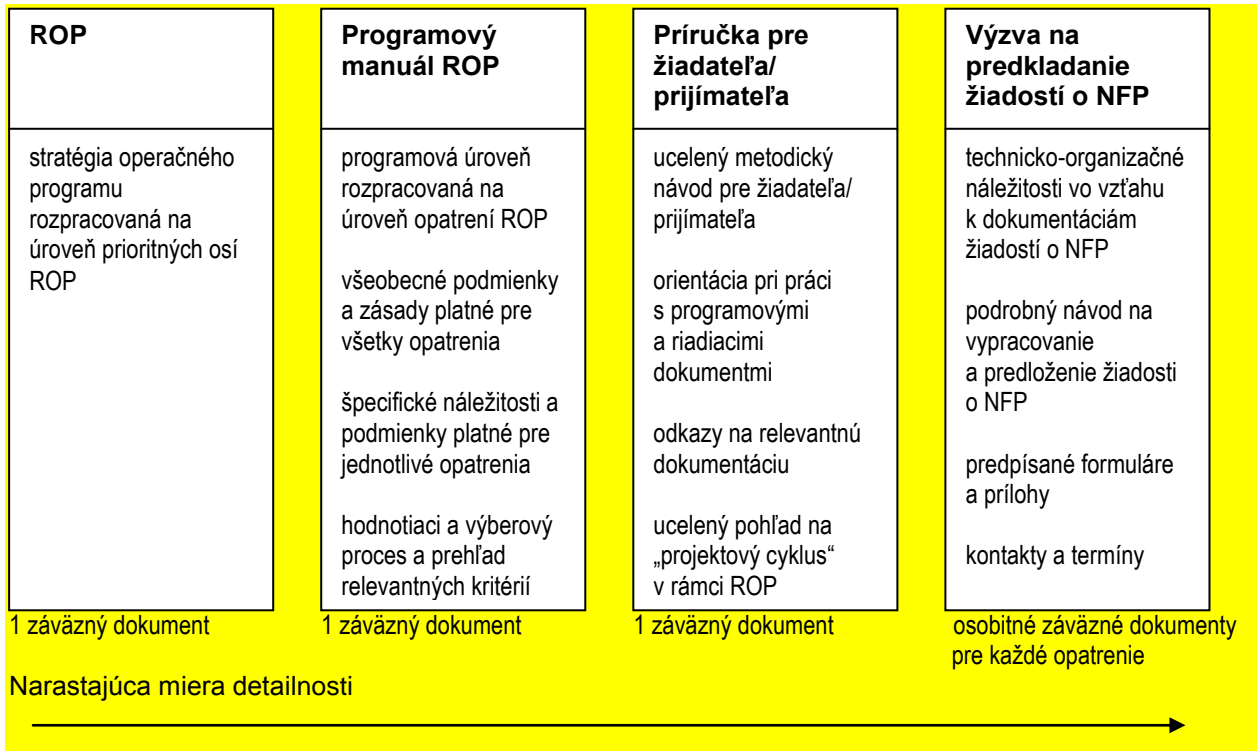 ROP
stratégia operačného
programu
rozpracovaná na
úroveň prioritných osí
ROP
1 záväzný dokument
Programový
manuál ROP
programová úroveň
rozpracovaná na
úroveň opatrení ROP
všeobecné podmienky
a zásady platné pre
všetky opatrenia
špecifické náležitosti a
podmienky platné pre
jednotlivé opatrenia
hodnotiaci a výberový
proces a prehľad
relevantných kritérií
1 záväzný dokument
Príručka pre
žiadateľa/
prijímateľa
ucelený metodický
návod pre žiadateľa/
prijímateľa
orientácia pri práci
s programovými
a riadiacimi
dokumentmi
odkazy na relevantnú
dokumentáciu
ucelený pohľad na
„projektový cyklus“
v rámci ROP
1 záväzný dokument
Výzva na
predkladanie
žiadostí o NFP
technicko-organizačné
náležitosti vo vzťahu
k dokumentáciám
žiadostí o NFP
podrobný návod na
vypracovanie
a predloženie žiadosti
o NFP
predpísané formuláre
a prílohy
kontakty a termíny
osobitné záväzné dokumenty
pre každé opatrenie
Narastajúca miera detailnosti